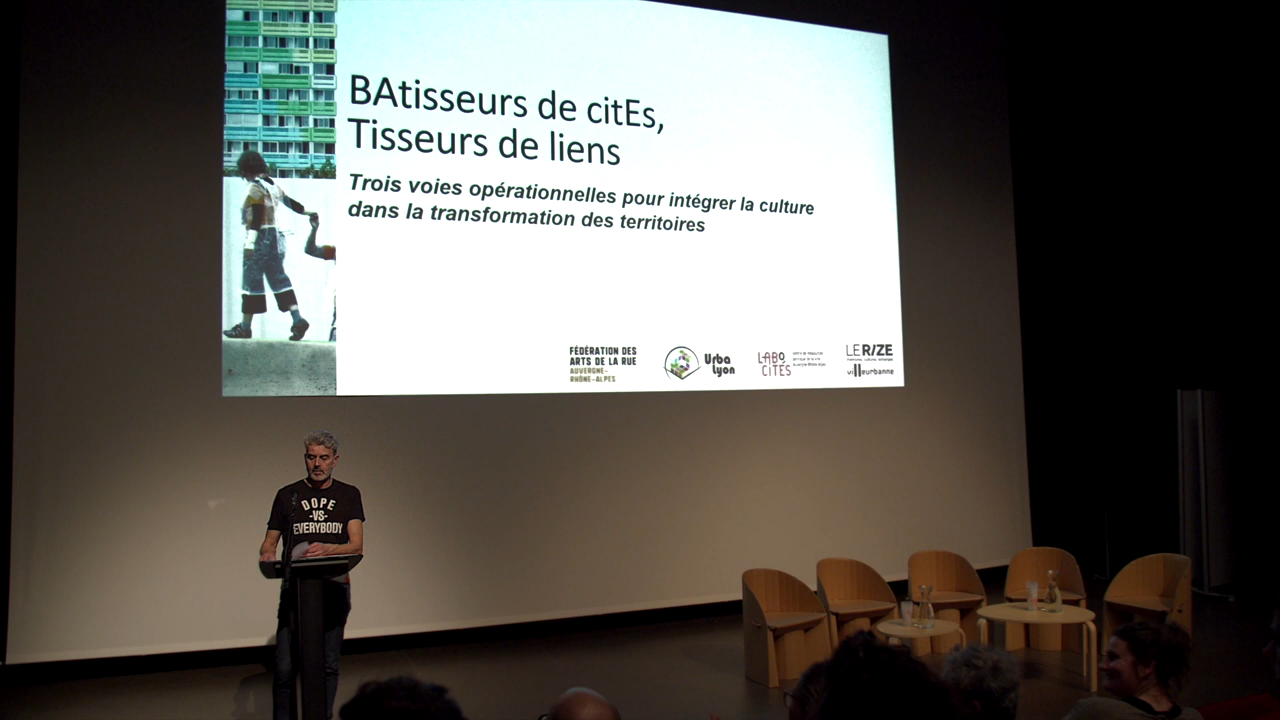 BAtisseurs de citEs,
Tisseurs de liens
Trois voies opérationnelles pour intégrer la culture
dans la transformation des territoires
FÉDÉRATION DES
ARTS DE LA RUE
AUVERGNE-
RHÔNE-ALPES
Urba
Lyon
LABO
CITÉS
LE RIZE
villeurbanne
DOPE
-VS-
EVERYBODY